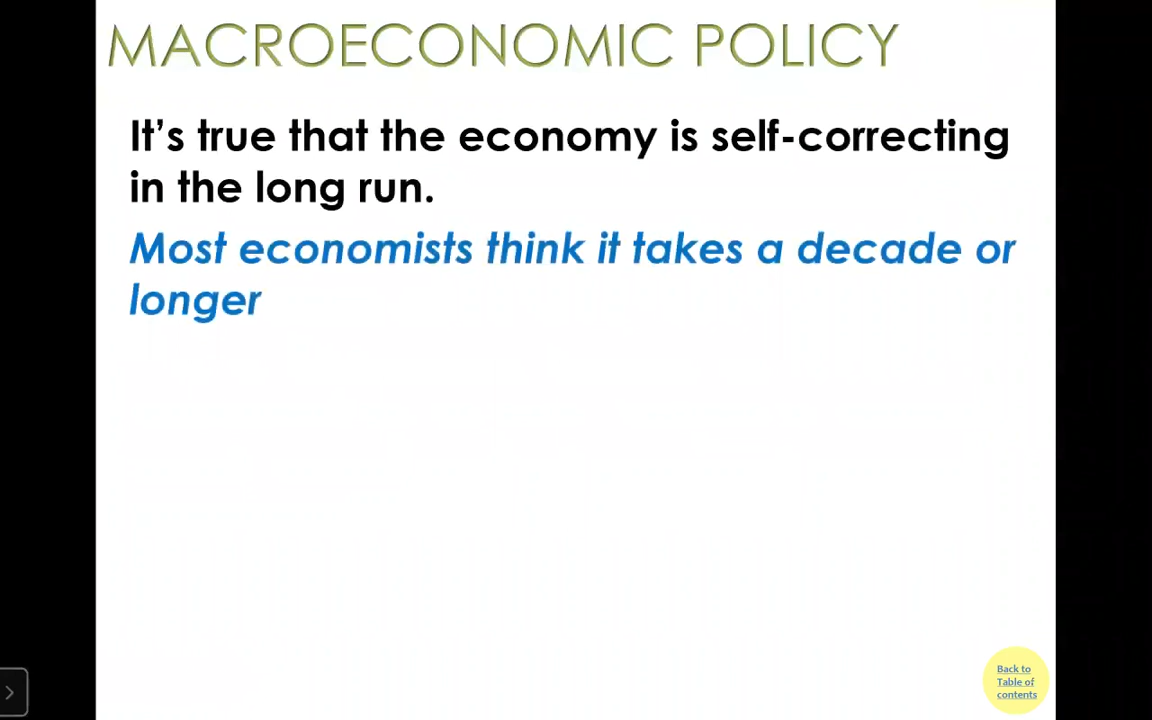 MACROECONOMIC POLICY
It’s true that the economy is self-correcting
in the long run.
Most economists think it takes a decade or
longer
Back to
Table of
contents